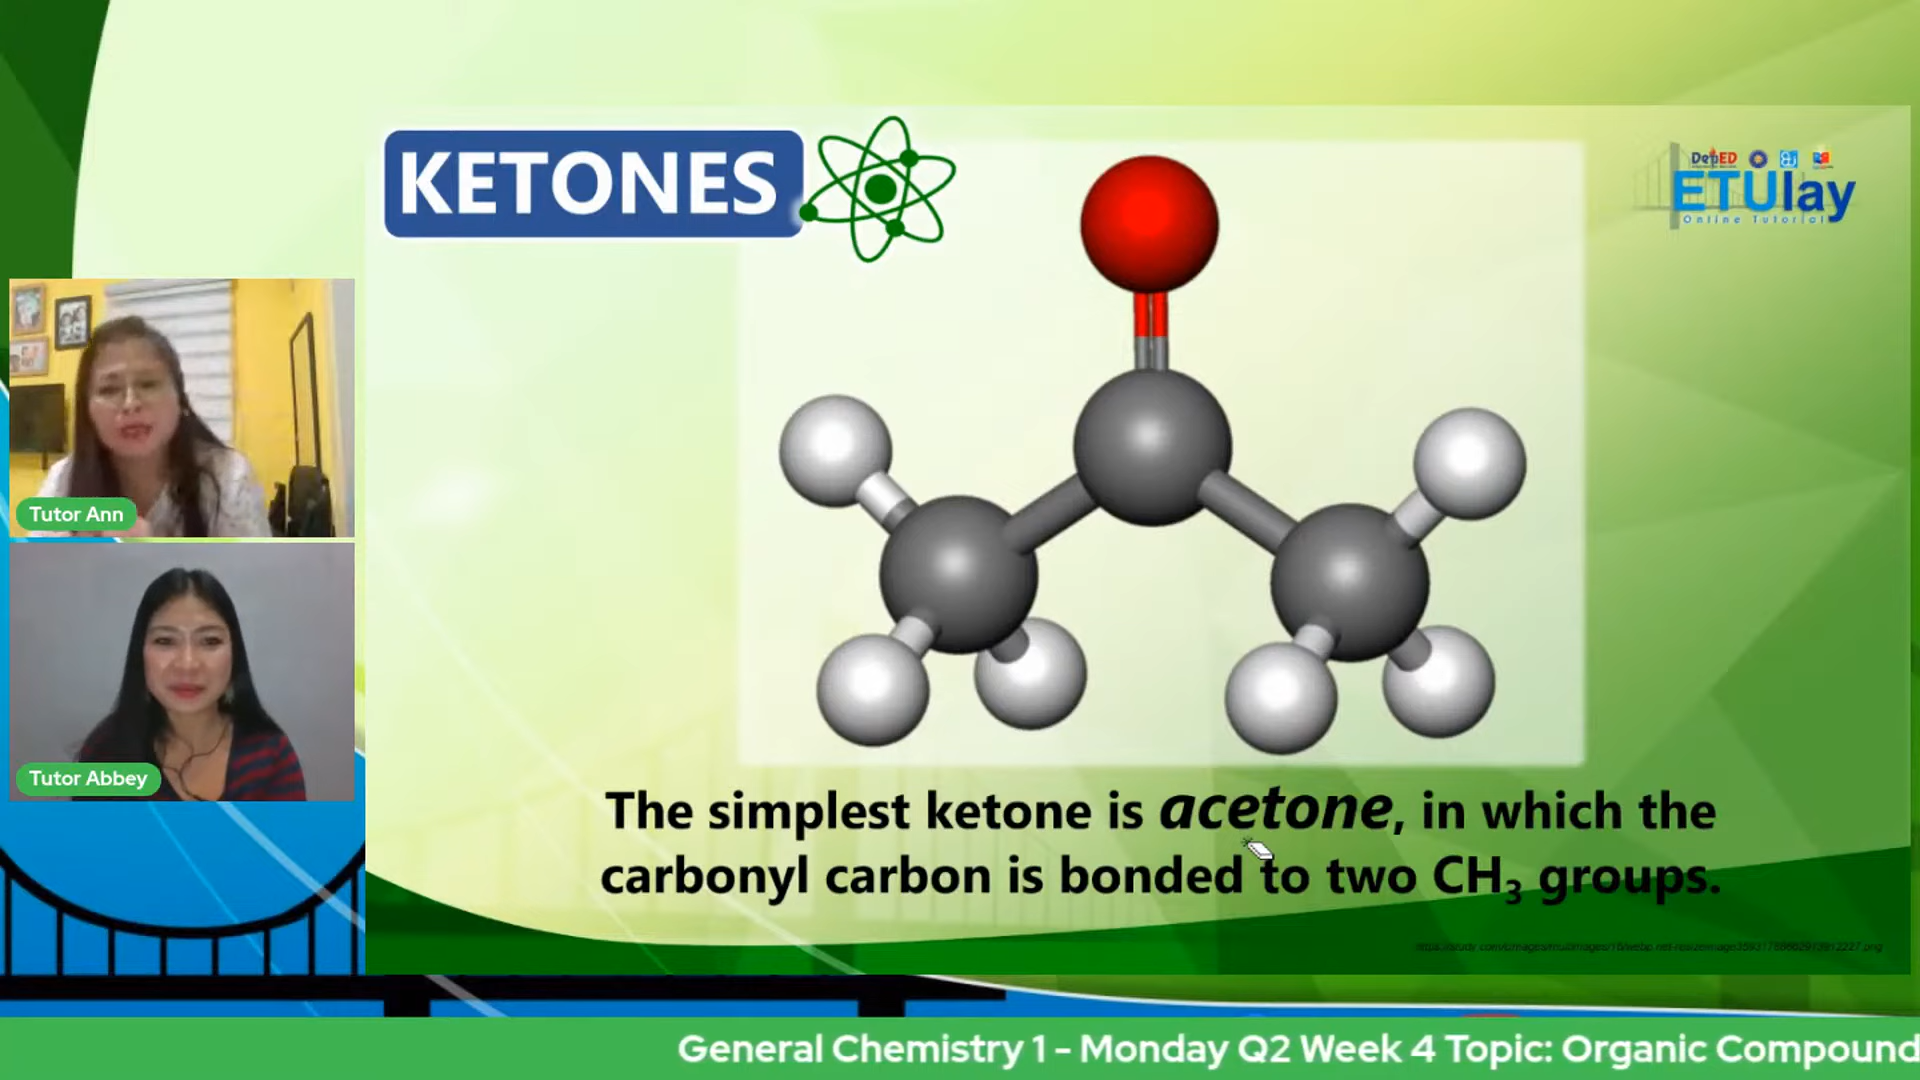 KETONES
DepED
ETUlay
Online Tutorial
Tutor Ann
Tutor Abbey
The simplest ketone is acetone, in which the
carbonyl carbon is bonded to two CH₃ groups.
General Chemistry 1 - Monday Q2 Week 4 Topic: Organic Compound